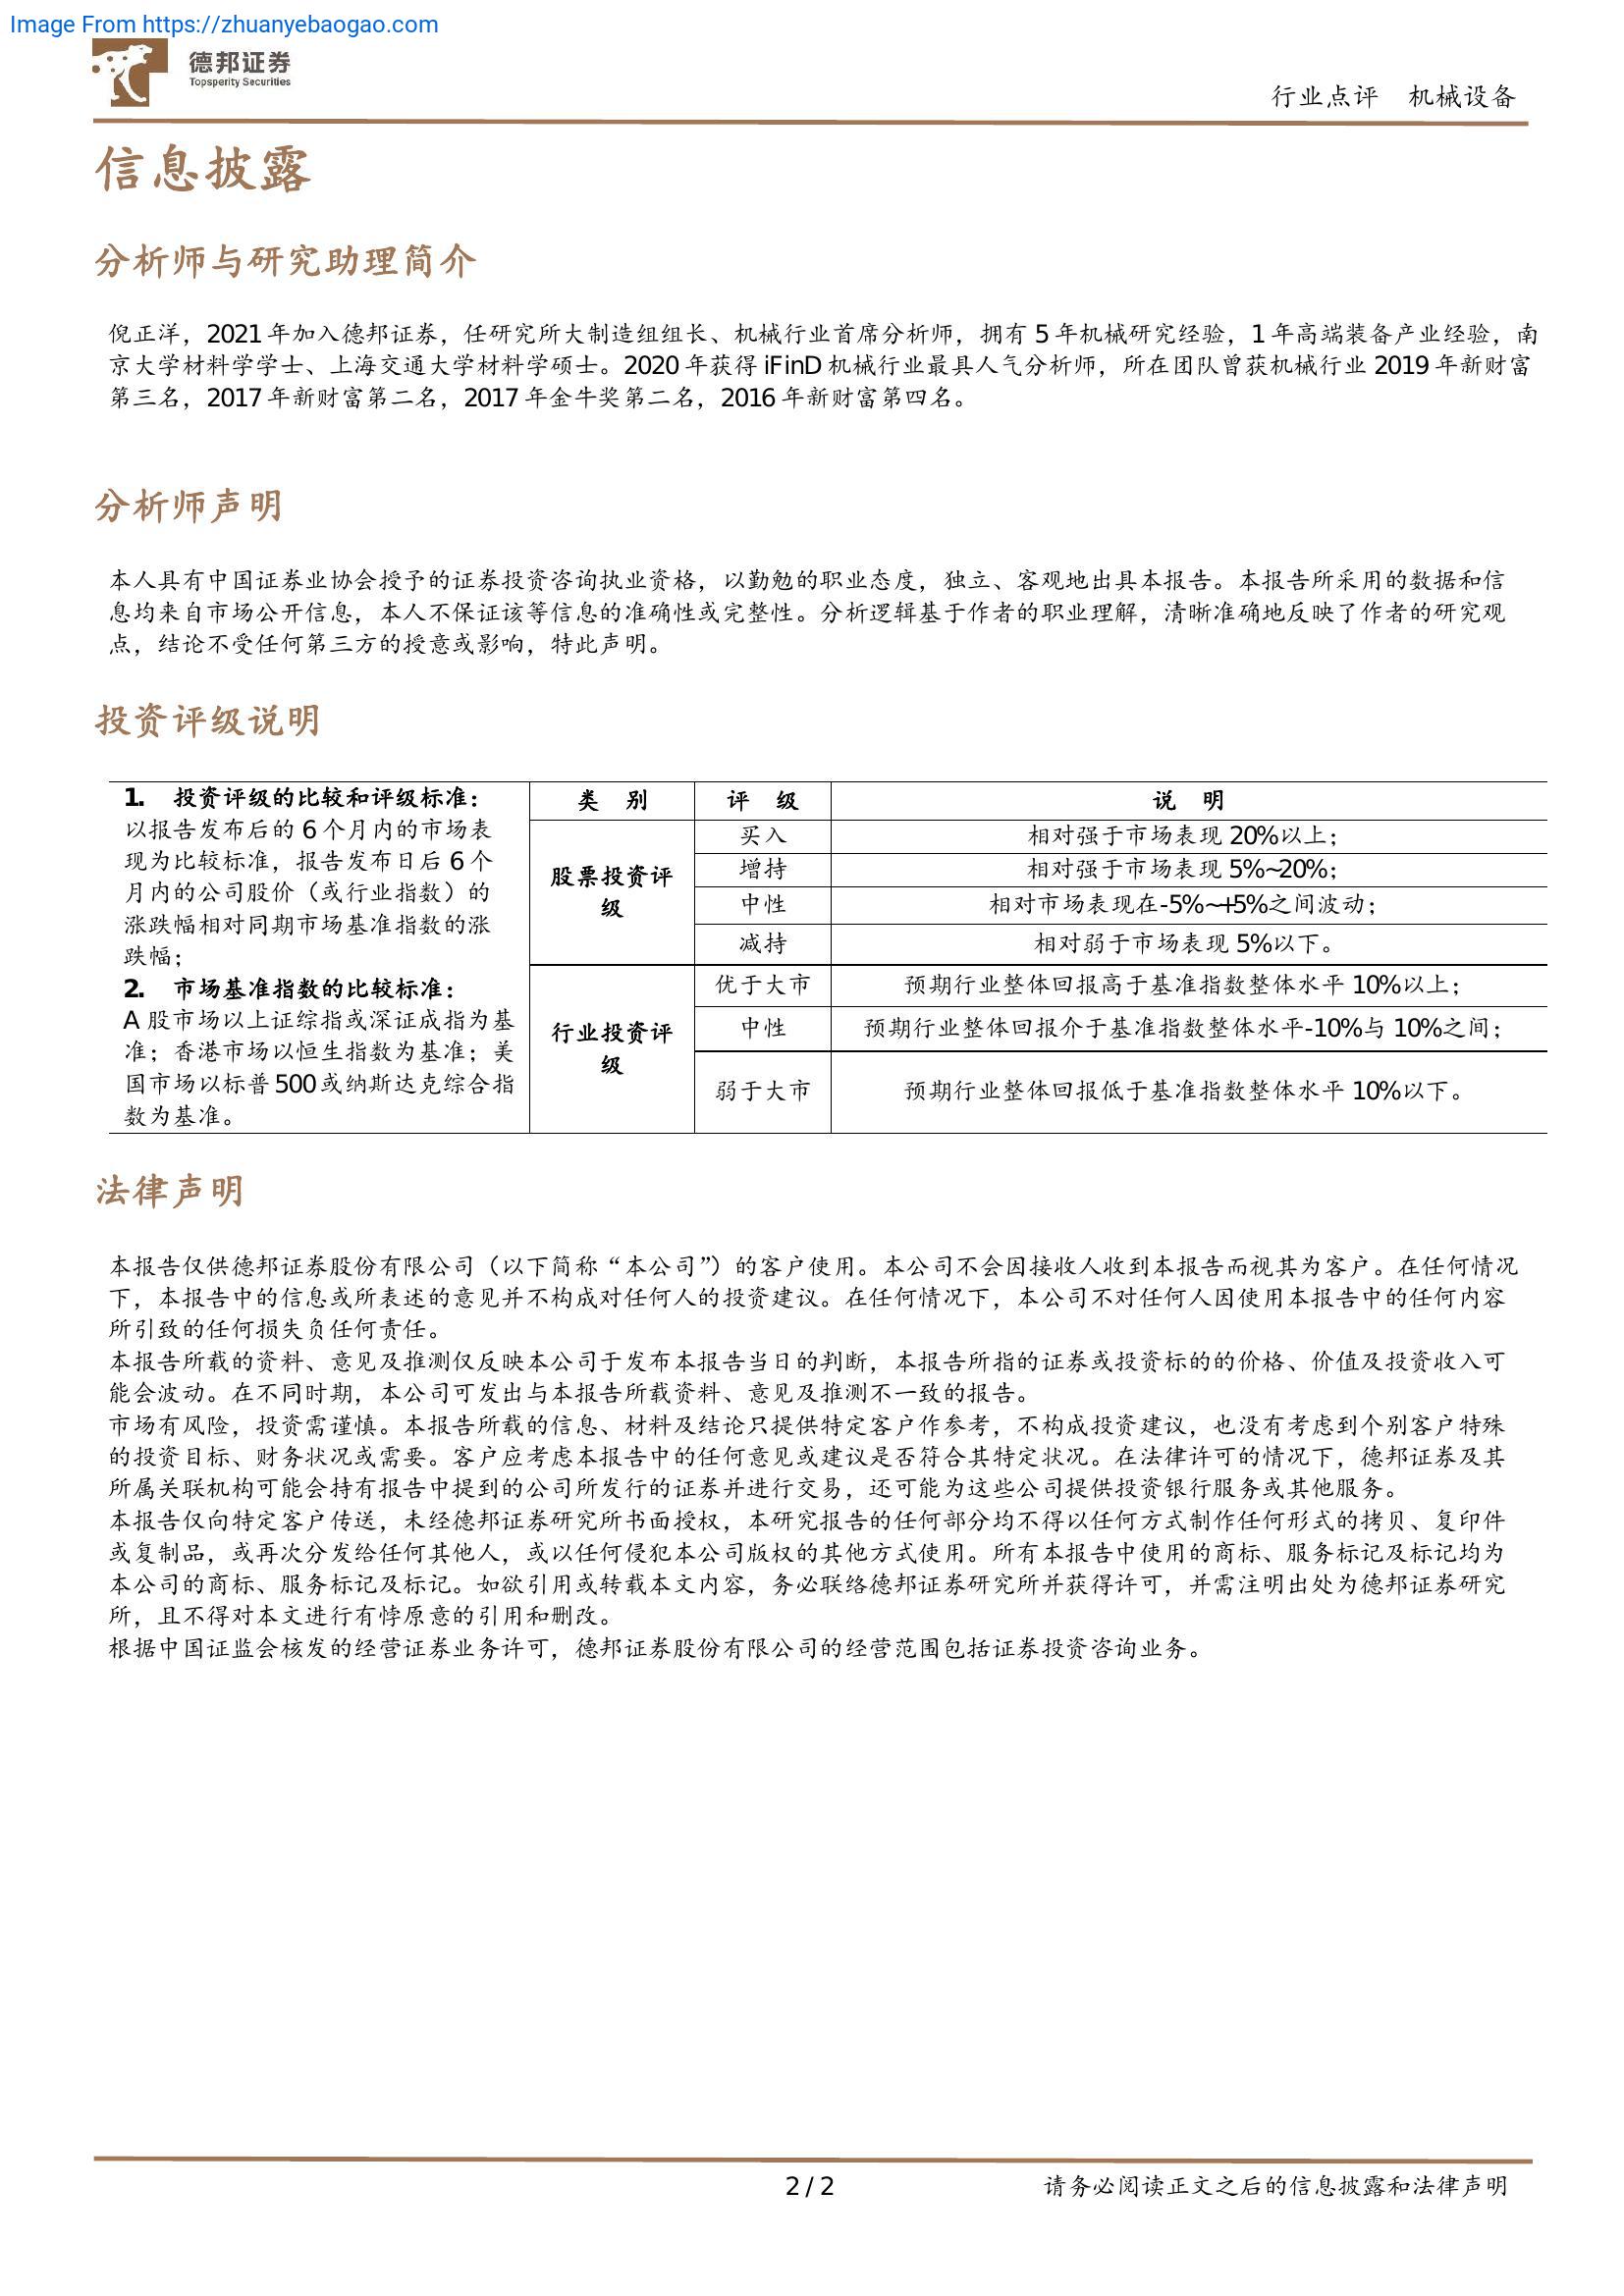 Image From https://zhuanyebaogao.com
德邦证券
Topsperity Securities
行业点评 机械设备
信息披露
分析师与研究助理简介
倪正洋，2021 年加入德邦证券，任研究所大制造组组长、机械行业首席分析师，拥有 5 年机械研究经验，1 年高端装备产业经验，南
京大学材料学学士、上海交通大学材料学硕士。2020 年获得 iFinD 机械行业最具人气分析师，所在团队曾获机械行业 2019 年新财富
第三名，2017 年新财富第二名，2017 年金牛奖第二名，2016 年新财富第四名。
分析师声明
本人具有中国证券业协会授予的证券投资咨询执业资格，以勤勉的职业态度，独立、客观地出具本报告。本报告所采用的数据和信
息均来自市场公开信息，本人不保证该等信息的准确性或完整性。分析逻辑基于作者的职业理解，清晰准确地反映了作者的研究观
点，结论不受任何第三方的授意或影响，特此声明。
投资评级说明
1. 投资评级的比较和评级标准：
以报告发布后的 6 个月内的市场表
现为比较标准，报告发布日后 6 个
月内的公司股价（或行业指数）的
涨跌幅相对同期市场基准指数的涨
跌幅；
2. 市场基准指数的比较标准：
A 股市场以上证综指或深证成指为基
准；香港市场以恒生指数为基准；美
国市场以标普 500 或纳斯达克综合指
数为基准。
类 别
评 级
说 明
股票投资评
级
买入
相对强于市场表现 20%以上；
增持
相对强于市场表现 5%~20%；
中性
相对市场表现在-5%~+5%之间波动；
减持
相对弱于市场表现 5%以下。
行业投资评
级
优于大市
预期行业整体回报高于基准指数整体水平 10%以上；
中性
预期行业整体回报介于基准指数整体水平-10%与 10%之间；
弱于大市
预期行业整体回报低于基准指数整体水平 10%以下。
法律声明
本报告仅供德邦证券股份有限公司（以下简称“本公司”）的客户使用。本公司不会因接收人收到本报告而视其为客户。在任何情况
下，本报告中的信息或所表述的意见并不构成对任何人的投资建议。在任何情况下，本公司不对任何人因使用本报告中的任何内容
所引致的任何损失负任何责任。
本报告所载的资料、意见及推测仅反映本公司于发布本报告当日的判断，本报告所指的证券或投资标的的价格、价值及投资收入可
能会波动。在不同时期，本公司可发出与本报告所载资料、意见及推测不一致的报告。
市场有风险，投资需谨慎。本报告所载的信息、材料及结论只提供特定客户作参考，不构成投资建议，也没有考虑到个别客户特殊
的投资目标、财务状况或需要。客户应考虑本报告中的任何意见或建议是否符合其特定状况。在法律许可的情况下，德邦证券及其
所属关联机构可能会持有报告中提到的公司所发行的证券并进行交易，还可能为这些公司提供投资银行服务或其他服务。
本报告仅向特定客户传送，未经德邦证券研究所书面授权，本研究报告的任何部分均不得以任何方式制作任何形式的拷贝、复印件
或复制品，或再次分发给任何其他人，或以任何侵犯本公司版权的其他方式使用。所有本报告中使用的商标、服务标记及标记均为
本公司的商标、服务标记及标记。如欲引用或转载本文内容，务必联络德邦证券研究所并获得许可，并需注明出处为德邦证券研究
所，且不得对本文进行有悖原意的引用和删改。
根据中国证监会核发的经营证券业务许可，德邦证券股份有限公司的经营范围包括证券投资咨询业务。
2 / 2
请务必阅读正文之后的信息披露和法律声明